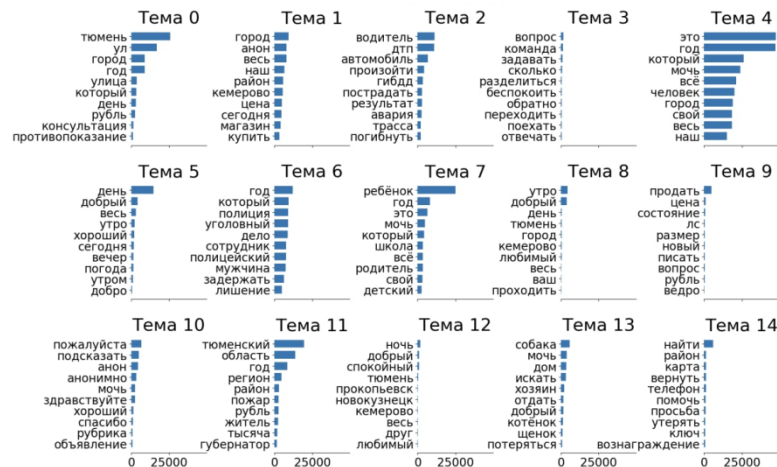 Тема 0
тюмень
ул
город
год
улица
который
день
рубль
консультация
противопоказание
Тема 1
город
анон
весь
наш
район
кемерово
цена
сегодня
магазин
купить
Тема 2
водитель
дтп
автомобиль
произойти
гибдд
пострадать
результат
авария
трасса
погибнуть
Тема 3
вопрос
команда
задавать
сколько
разделиться
беспокоить
обратно
переходить
поехать
отвечать
Тема 4
это
год
который
мочь
всё
человек
город
свой
весь
наш
Тема 5
день
добрый
весь
утро
хороший
сегодня
вечер
погода
утром
добро
Тема 6
год
который
полиция
уголовный
дело
сотрудник
полицейский
мужчина
задержать
лишение
Тема 7
ребёнок
год
это
мочь
который
школа
всё
родитель
свой
детский
Тема 8
утро
добрый
день
тюмень
город
кемерово
любимый
весь
ваш
проходить
Тема 9
продать
цена
состояние
лс
размер
новый
писать
вопрос
рубль
ведро
Тема 10
пожалуйста
подсказать
анон
анонимно
мочь
здравствуйте
хороший
спасибо
рубрика
объявление
0 25000
Тема 11
тюменский
область
год
регион
район
пожар
рубль
житель
тысяча
губернатор
0 25000
Тема 12
ночь
добрый
спокойный
тюмень
прокопьевск
новокузнецк
кемерово
весь
друг
любимый
0 25000
Тема 13
собака
мочь
дом
искать
хозяин
отдать
добрый
котёнок
щенок
потеряться
0 25000
Тема 14
найти
район
карта
вернуть
телефон
помочь
просьба
утерять
ключ
вознаграждение
0 25000